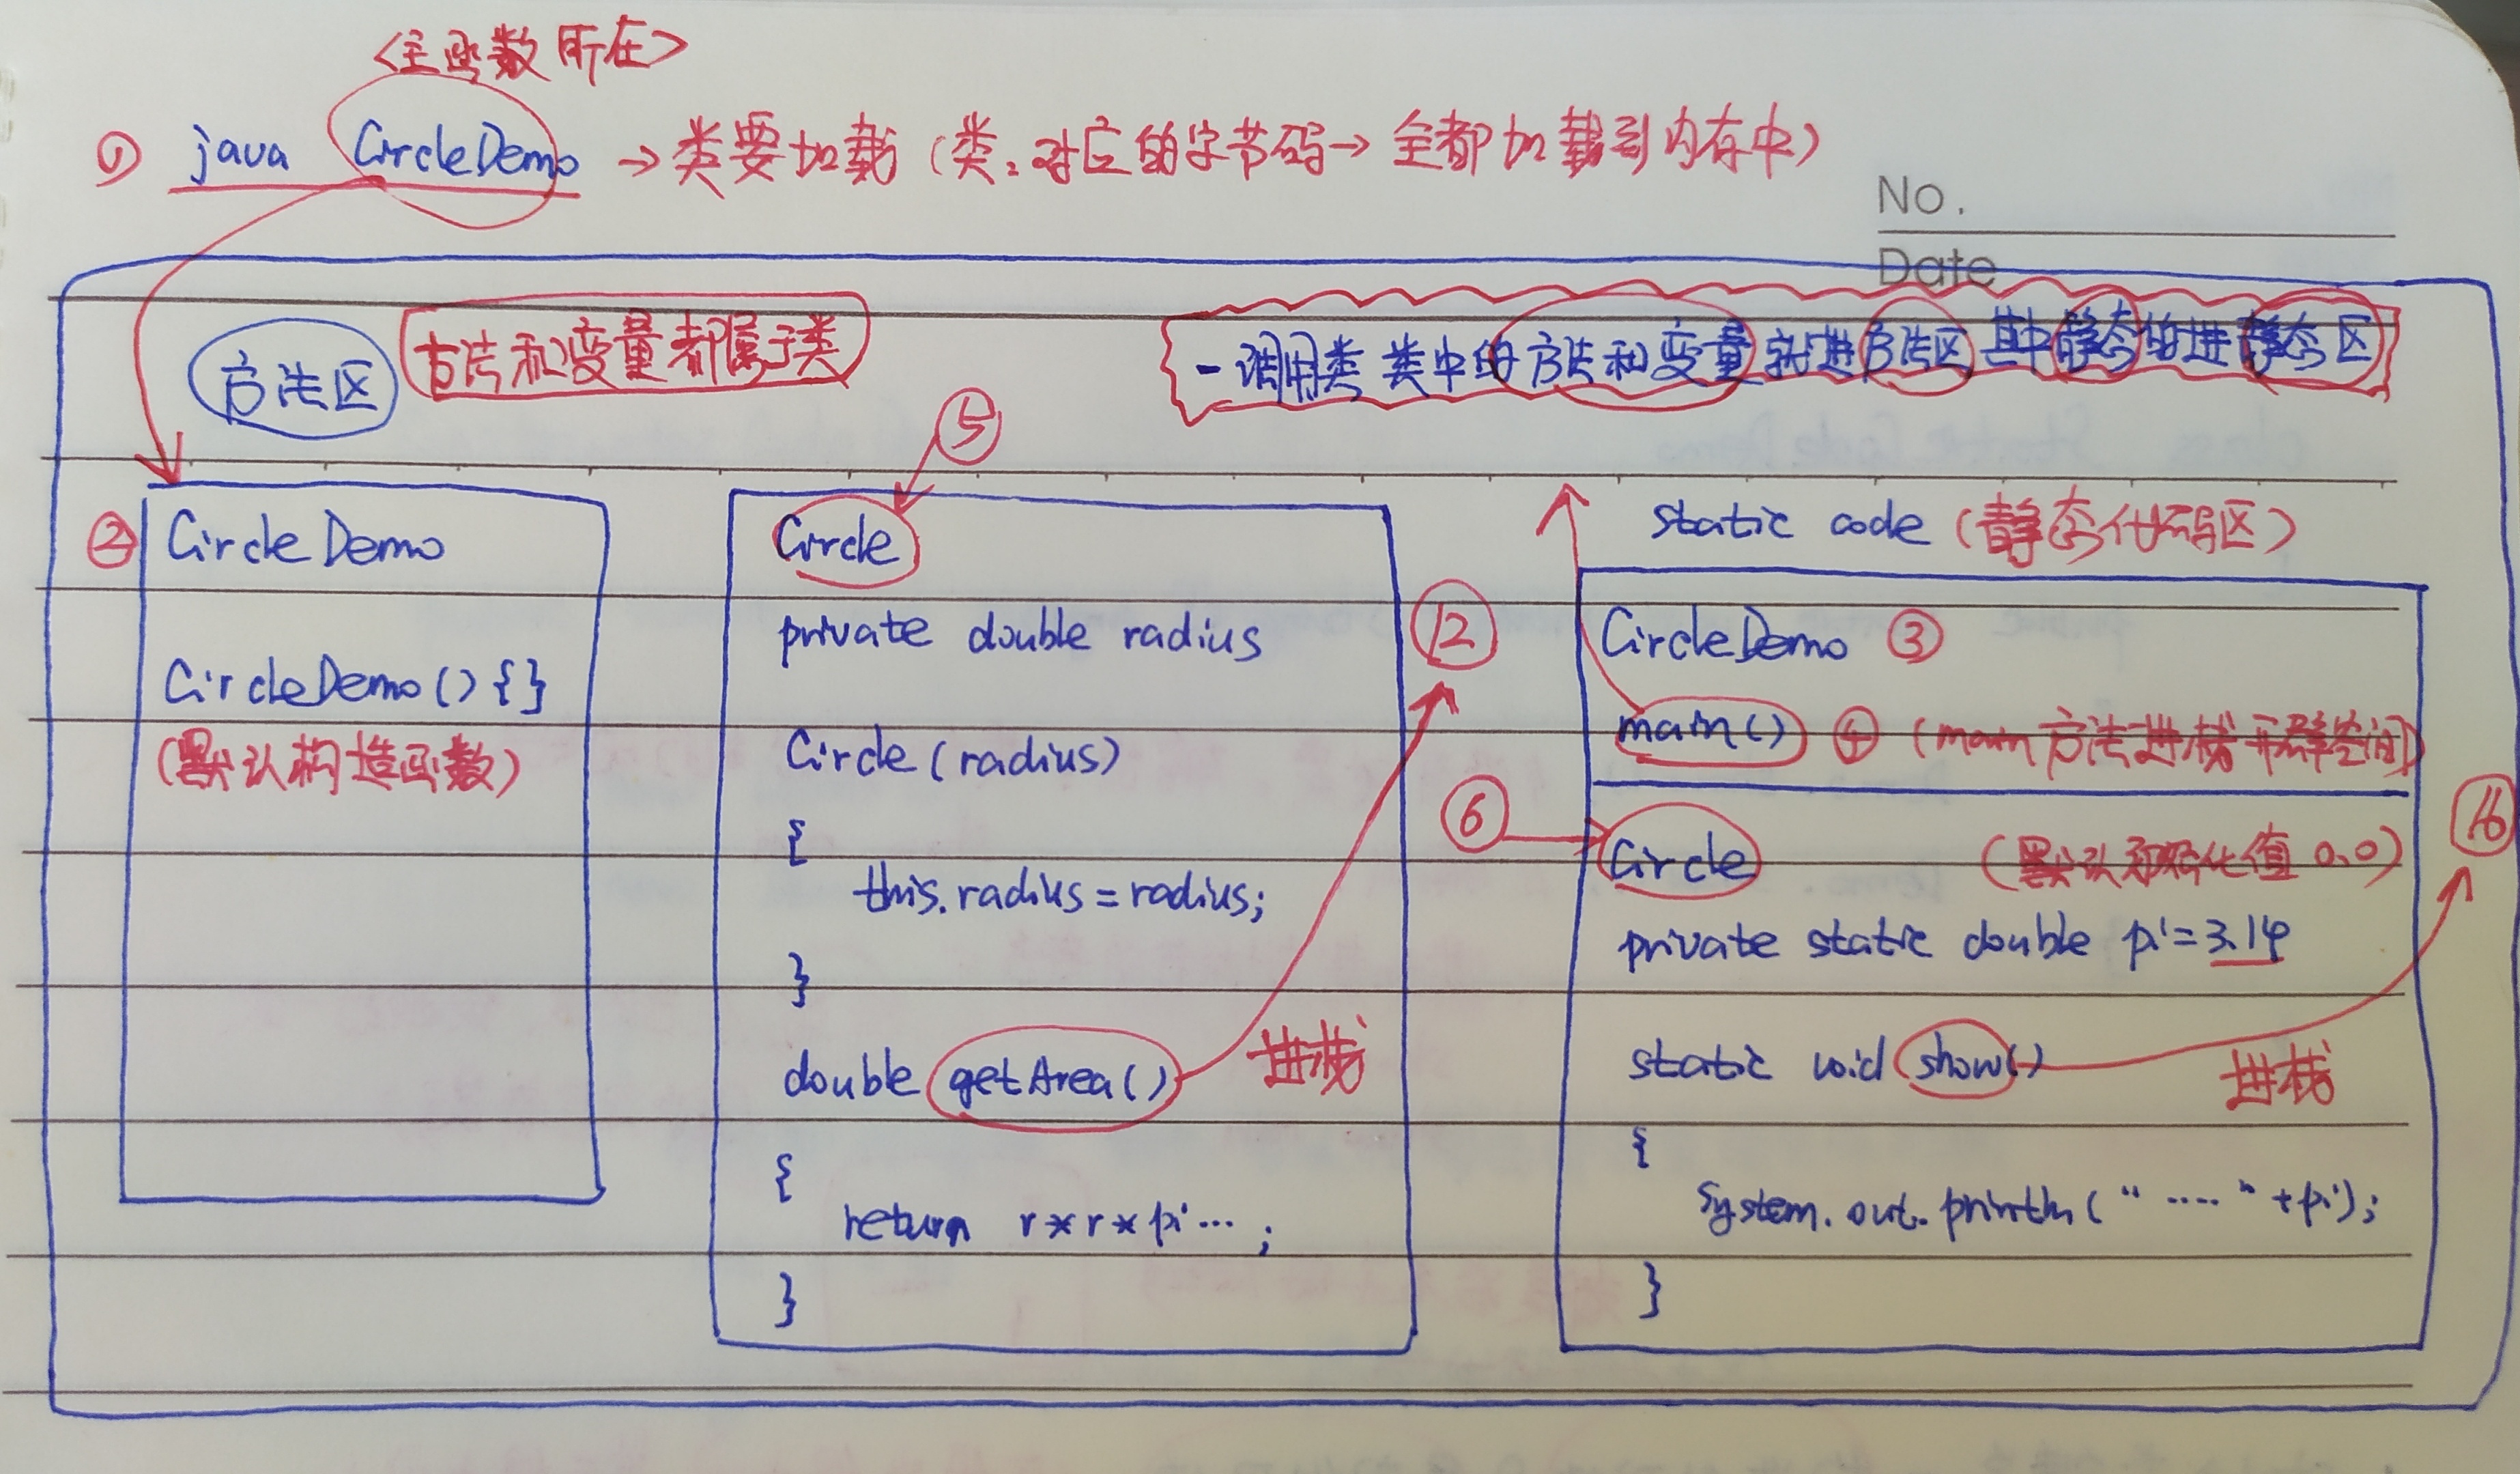 <主函数所在>
① java CircleDemo → 类要加载 (类:对应的字节码→ 全都加载到内存中)
No.
Date
方法区 方法和变量都属于类
一调用类 类中的方法和变量就进方法区 其中静态的进静态区
⑤
② CircleDemo
CircleDemo(){}
(默认构造函数)
Circle
private double radius
Circle(radius)
{
this.radius=radius;
}
double getArea() 进栈
{
return r*r*pi…;
}
⑫
static code (静态代码区)
CircleDemo ③
main() ④ (main方法进栈开辟空间)
⑥ Circle (默认初始化值 0.0)
⑯
private static double pi=3.14
static void show() 进栈
{
System.out.println("……"+pi);
}